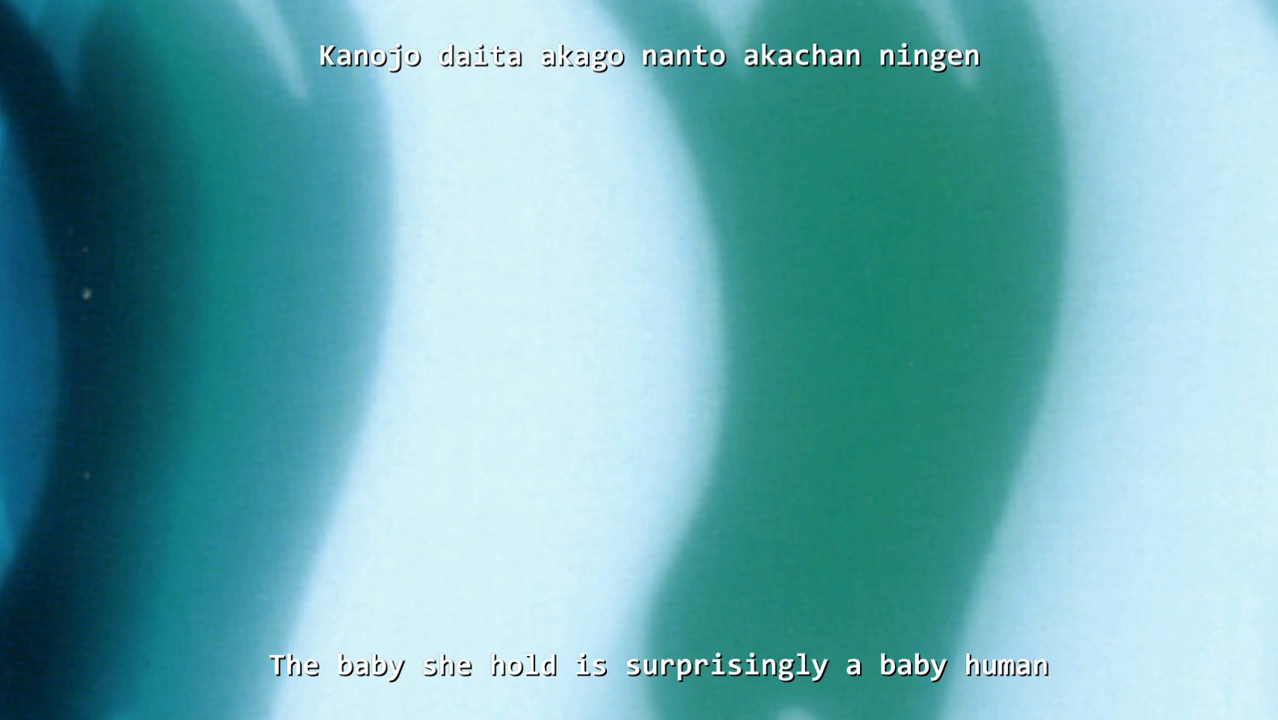 Kanojo daita akago nanto akachan ningen
The baby she hold is surprisingly a baby human